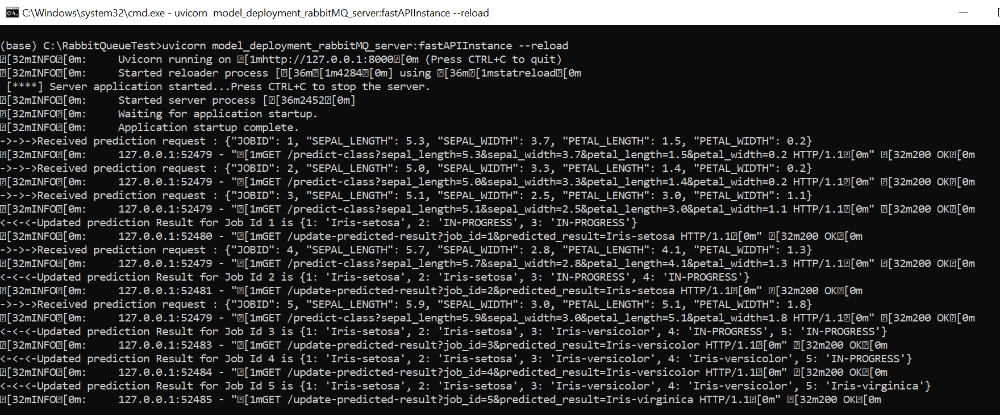 C:\Windows\system32\cmd.exe - uvicorn  model_deployment_rabbitMQ_server:fastAPIInstance --reload
(base) C:\RabbitQueueTest>uvicorn model_deployment_rabbitMQ_server:fastAPIInstance --reload
⍰[32mINFO⍰[0m:     Uvicorn running on ⍰[1mhttp://127.0.0.1:8000⍰[0m (Press CTRL+C to quit)
⍰[32mINFO⍰[0m:     Started reloader process [⍰[36m⍰[1m4284⍰[0m] using ⍰[36m⍰[1mstatreload⍰[0m
 [****] Server application started...Press CTRL+C to stop the server.
⍰[32mINFO⍰[0m:     Started server process [⍰[36m2452⍰[0m]
⍰[32mINFO⍰[0m:     Waiting for application startup.
⍰[32mINFO⍰[0m:     Application startup complete.
->->->Received prediction request : {"JOBID": 1, "SEPAL_LENGTH": 5.3, "SEPAL_WIDTH": 3.7, "PETAL_LENGTH": 1.5, "PETAL_WIDTH": 0.2}
⍰[32mINFO⍰[0m:     127.0.0.1:52479 - "⍰[1mGET /predict-class?sepal_length=5.3&sepal_width=3.7&petal_length=1.5&petal_width=0.2 HTTP/1.1⍰[0m" ⍰[32m200 OK⍰[0m
->->->Received prediction request : {"JOBID": 2, "SEPAL_LENGTH": 5.0, "SEPAL_WIDTH": 3.3, "PETAL_LENGTH": 1.4, "PETAL_WIDTH": 0.2}
⍰[32mINFO⍰[0m:     127.0.0.1:52479 - "⍰[1mGET /predict-class?sepal_length=5.0&sepal_width=3.3&petal_length=1.4&petal_width=0.2 HTTP/1.1⍰[0m" ⍰[32m200 OK⍰[0m
->->->Received prediction request : {"JOBID": 3, "SEPAL_LENGTH": 5.1, "SEPAL_WIDTH": 2.5, "PETAL_LENGTH": 3.0, "PETAL_WIDTH": 1.1}
⍰[32mINFO⍰[0m:     127.0.0.1:52479 - "⍰[1mGET /predict-class?sepal_length=5.1&sepal_width=2.5&petal_length=3.0&petal_width=1.1 HTTP/1.1⍰[0m" ⍰[32m200 OK⍰[0m
<-<-<-Updated prediction Result for Job Id 1 is {1: 'Iris-setosa', 2: 'IN-PROGRESS', 3: 'IN-PROGRESS'}
⍰[32mINFO⍰[0m:     127.0.0.1:52480 - "⍰[1mGET /update-predicted-result?job_id=1&predicted_result=Iris-setosa HTTP/1.1⍰[0m" ⍰[32m200 OK⍰[0m
->->->Received prediction request : {"JOBID": 4, "SEPAL_LENGTH": 5.7, "SEPAL_WIDTH": 2.8, "PETAL_LENGTH": 4.1, "PETAL_WIDTH": 1.3}
⍰[32mINFO⍰[0m:     127.0.0.1:52479 - "⍰[1mGET /predict-class?sepal_length=5.7&sepal_width=2.8&petal_length=4.1&petal_width=1.3 HTTP/1.1⍰[0m" ⍰[32m200 OK⍰[0m
<-<-<-Updated prediction Result for Job Id 2 is {1: 'Iris-setosa', 2: 'Iris-setosa', 3: 'IN-PROGRESS', 4: 'IN-PROGRESS'}
⍰[32mINFO⍰[0m:     127.0.0.1:52481 - "⍰[1mGET /update-predicted-result?job_id=2&predicted_result=Iris-setosa HTTP/1.1⍰[0m" ⍰[32m200 OK⍰[0m
->->->Received prediction request : {"JOBID": 5, "SEPAL_LENGTH": 5.9, "SEPAL_WIDTH": 3.0, "PETAL_LENGTH": 5.1, "PETAL_WIDTH": 1.8}
⍰[32mINFO⍰[0m:     127.0.0.1:52479 - "⍰[1mGET /predict-class?sepal_length=5.9&sepal_width=3.0&petal_length=5.1&petal_width=1.8 HTTP/1.1⍰[0m" ⍰[32m200 OK⍰[0m
<-<-<-Updated prediction Result for Job Id 3 is {1: 'Iris-setosa', 2: 'Iris-setosa', 3: 'Iris-versicolor', 4: 'IN-PROGRESS', 5: 'IN-PROGRESS'}
⍰[32mINFO⍰[0m:     127.0.0.1:52483 - "⍰[1mGET /update-predicted-result?job_id=3&predicted_result=Iris-versicolor HTTP/1.1⍰[0m" ⍰[32m200 OK⍰[0m
<-<-<-Updated prediction Result for Job Id 4 is {1: 'Iris-setosa', 2: 'Iris-setosa', 3: 'Iris-versicolor', 4: 'Iris-versicolor', 5: 'IN-PROGRESS'}
⍰[32mINFO⍰[0m:     127.0.0.1:52484 - "⍰[1mGET /update-predicted-result?job_id=4&predicted_result=Iris-versicolor HTTP/1.1⍰[0m" ⍰[32m200 OK⍰[0m
<-<-<-Updated prediction Result for Job Id 5 is {1: 'Iris-setosa', 2: 'Iris-setosa', 3: 'Iris-versicolor', 4: 'Iris-versicolor', 5: 'Iris-virginica'}
⍰[32mINFO⍰[0m:     127.0.0.1:52485 - "⍰[1mGET /update-predicted-result?job_id=5&predicted_result=Iris-virginica HTTP/1.1⍰[0m" ⍰[32m200 OK⍰[0m